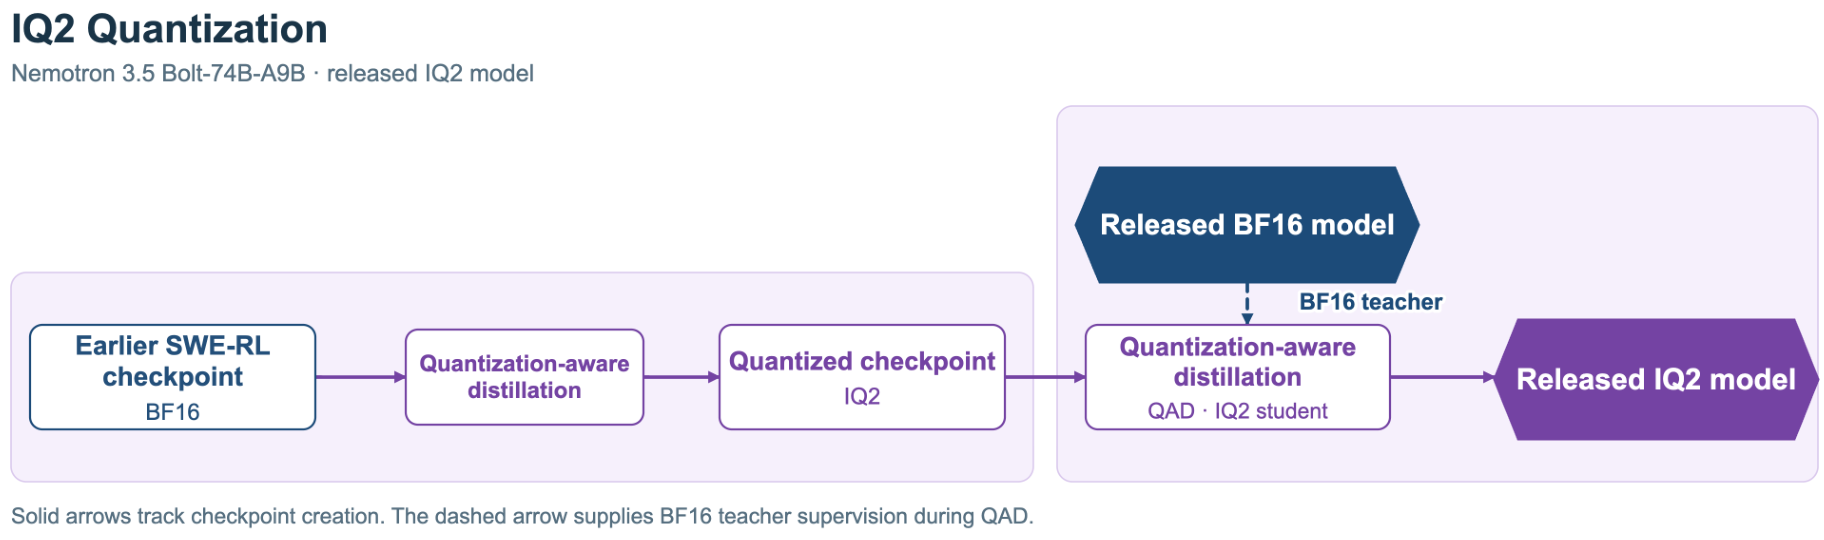 IQ2 Quantization
Nemotron 3.5 Bolt-74B-A9B · released IQ2 model
Released BF16 model
BF16 teacher
Earlier SWE-RL
checkpoint
BF16
Quantization-aware
distillation
Quantized checkpoint
IQ2
Quantization-aware
distillation
QAD · IQ2 student
Released IQ2 model
Solid arrows track checkpoint creation. The dashed arrow supplies BF16 teacher supervision during QAD.